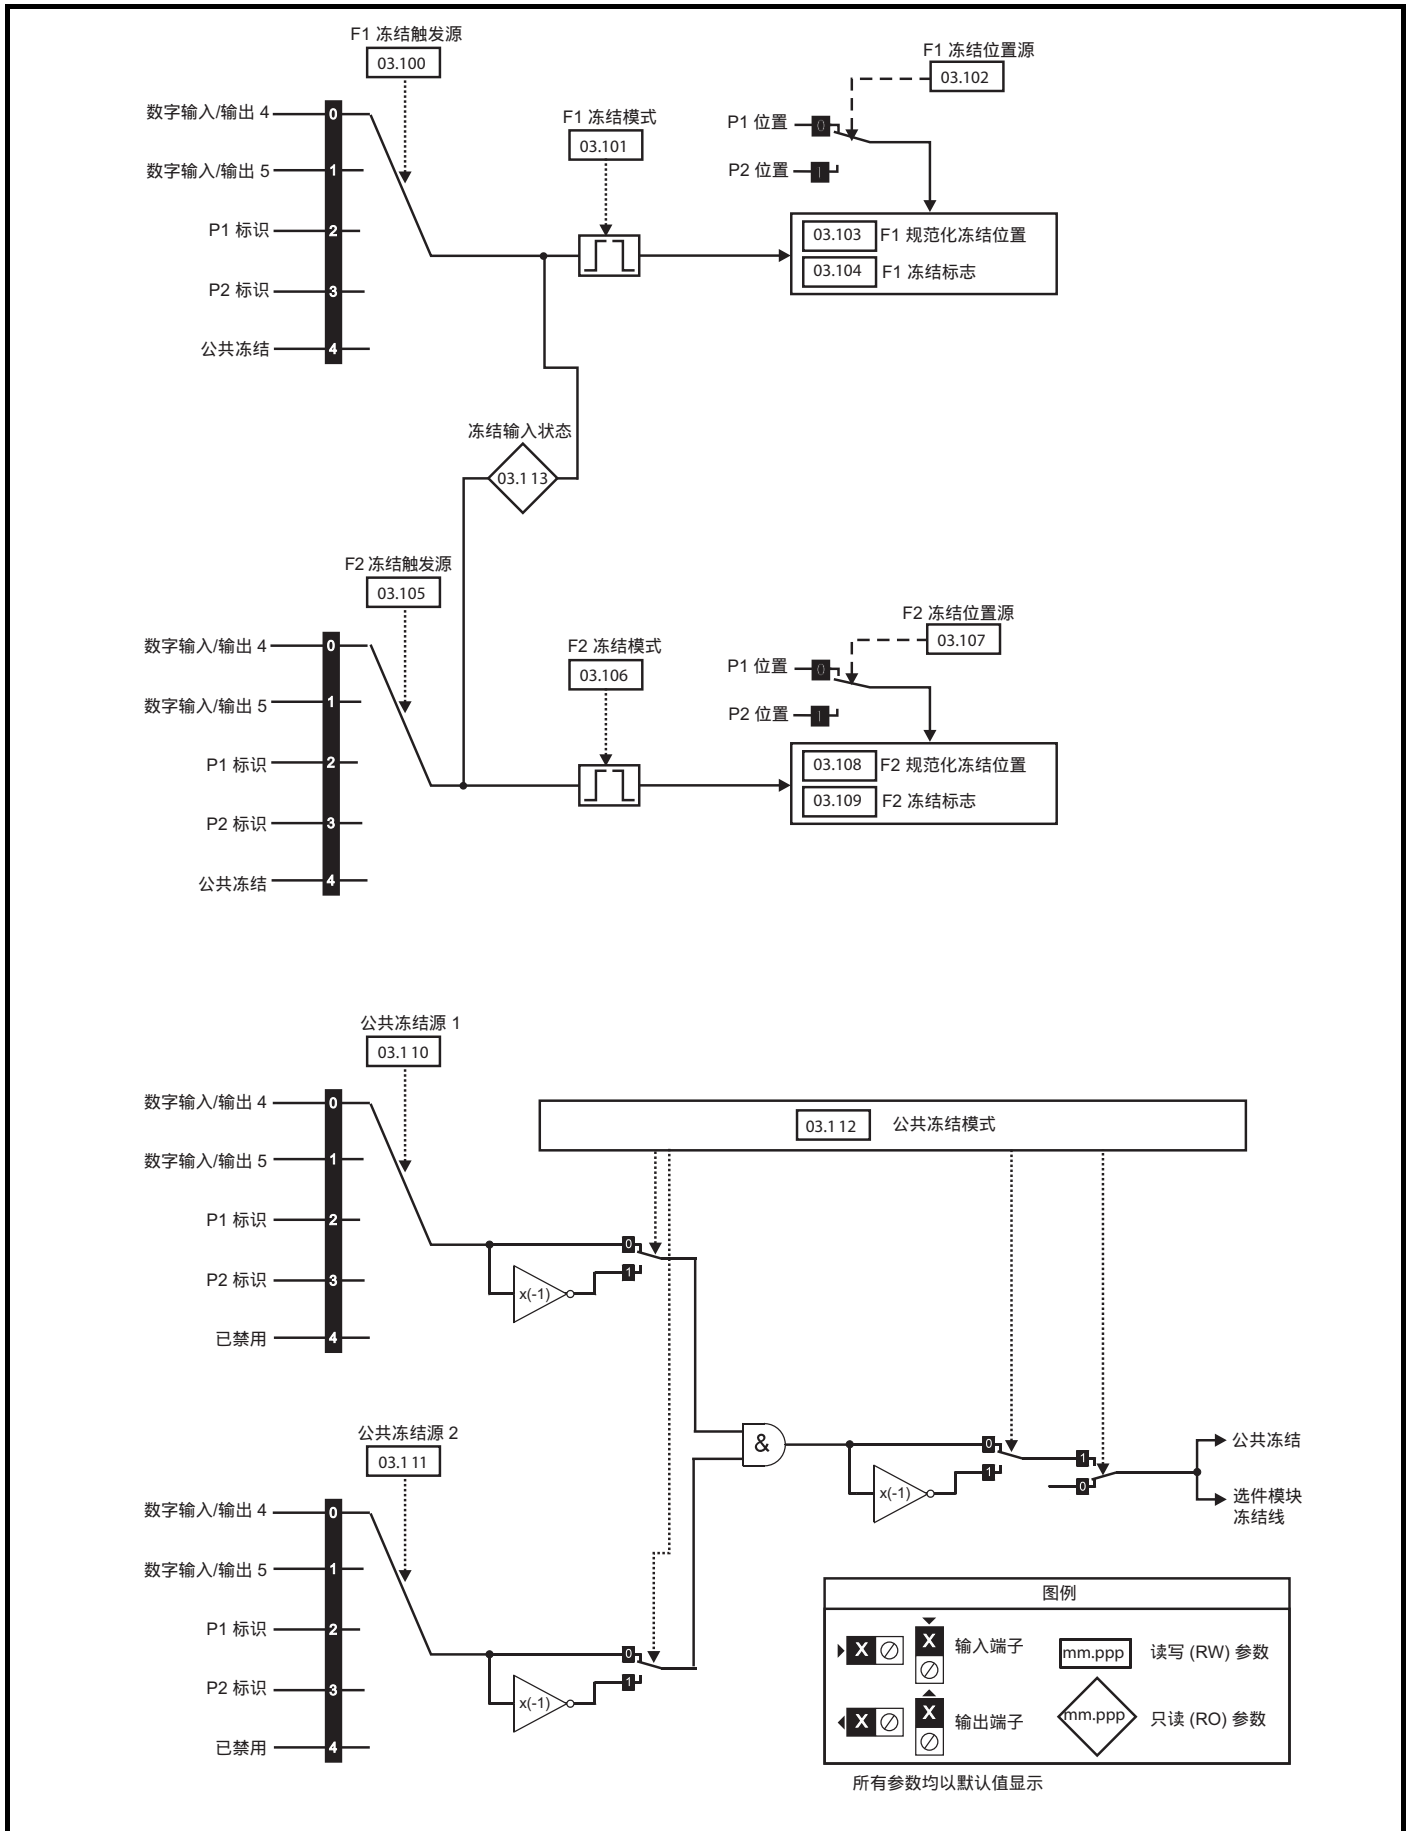 F1 冻结触发源
03.100
数字输入/输出 4
0
数字输入/输出 5
1
P1 标识
2
P2 标识
3
公共冻结
4
F1 冻结模式
03.101
F1 冻结位置源
03.102
P1 位置
0
P2 位置
1
03.103 F1 规范化冻结位置
03.104 F1 冻结标志
冻结输入状态
03.113
F2 冻结触发源
03.105
数字输入/输出 4
0
数字输入/输出 5
1
P1 标识
2
P2 标识
3
公共冻结
4
F2 冻结模式
03.106
F2 冻结位置源
03.107
P1 位置
0
P2 位置
1
03.108 F2 规范化冻结位置
03.109 F2 冻结标志
公共冻结源 1
03.110
数字输入/输出 4
0
数字输入/输出 5
1
P1 标识
2
P2 标识
3
已禁用
4
03.112 公共冻结模式
0
1
x(-1)
公共冻结源 2
03.111
数字输入/输出 4
0
数字输入/输出 5
1
P1 标识
2
P2 标识
3
已禁用
4
0
1
x(-1)
&
0
1
x(-1)
1
0
公共冻结
选件模块
冻结线
图例
X
X
输入端子
mm.ppp
读写 (RW) 参数
X
X
输出端子
mm.ppp
只读 (RO) 参数
所有参数均以默认值显示